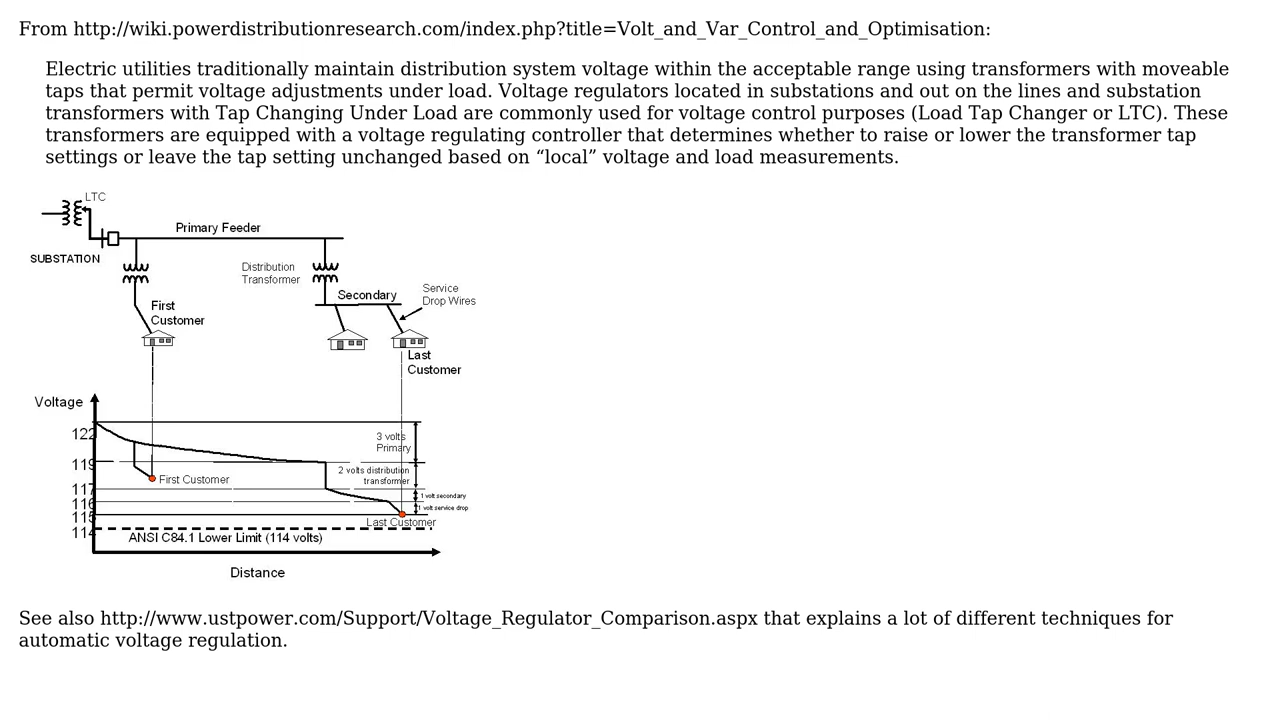 From http://wiki.powerdistributionresearch.com/index.php?title=Volt_and_Var_Control_and_Optimisation:
Electric utilities traditionally maintain distribution system voltage within the acceptable range using transformers with moveable
taps that permit voltage adjustments under load. Voltage regulators located in substations and out on the lines and substation
transformers with Tap Changing Under Load are commonly used for voltage control purposes (Load Tap Changer or LTC). These
transformers are equipped with a voltage regulating controller that determines whether to raise or lower the transformer tap
settings or leave the tap setting unchanged based on “local” voltage and load measurements.
LTC
Primary Feeder
SUBSTATION
Distribution
Transformer
Service
Drop Wires
Secondary
First
Customer
Last
Customer
Voltage
122
3 volts
Primary
119
2 volts distribution
transformer
First Customer
117
1 volt secondary
116
1 volt service drop
115
Last Customer
114
ANSI C84.1 Lower Limit (114 volts)
Distance
See also http://www.ustpower.com/Support/Voltage_Regulator_Comparison.aspx that explains a lot of different techniques for
automatic voltage regulation.